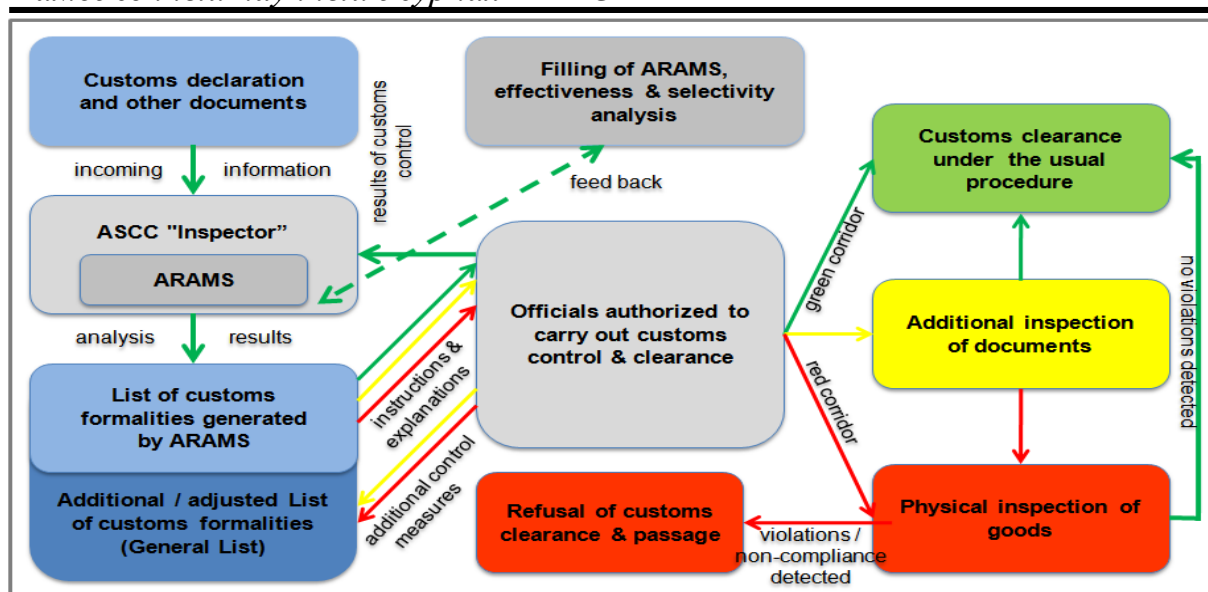 Customs declaration
and other documents
Filling of ARAMS,
effectiveness & selectivity
analysis
Customs clearance
under the usual
procedure
incoming information
results of customs
control
feed back
ASCC "Inspector”
ARAMS
analysis results
Officials authorized to
carry out customs
control & clearance
green corridor
red corridor
Additional inspection
of documents
no violations detected
List of customs
formalities generated
by ARAMS
instructions &
explanations
additional control
measures
Additional / adjusted List
of customs formalities
(General List)
Refusal of customs
clearance & passage
violations /
non-compliance
detected
Physical inspection of
goods